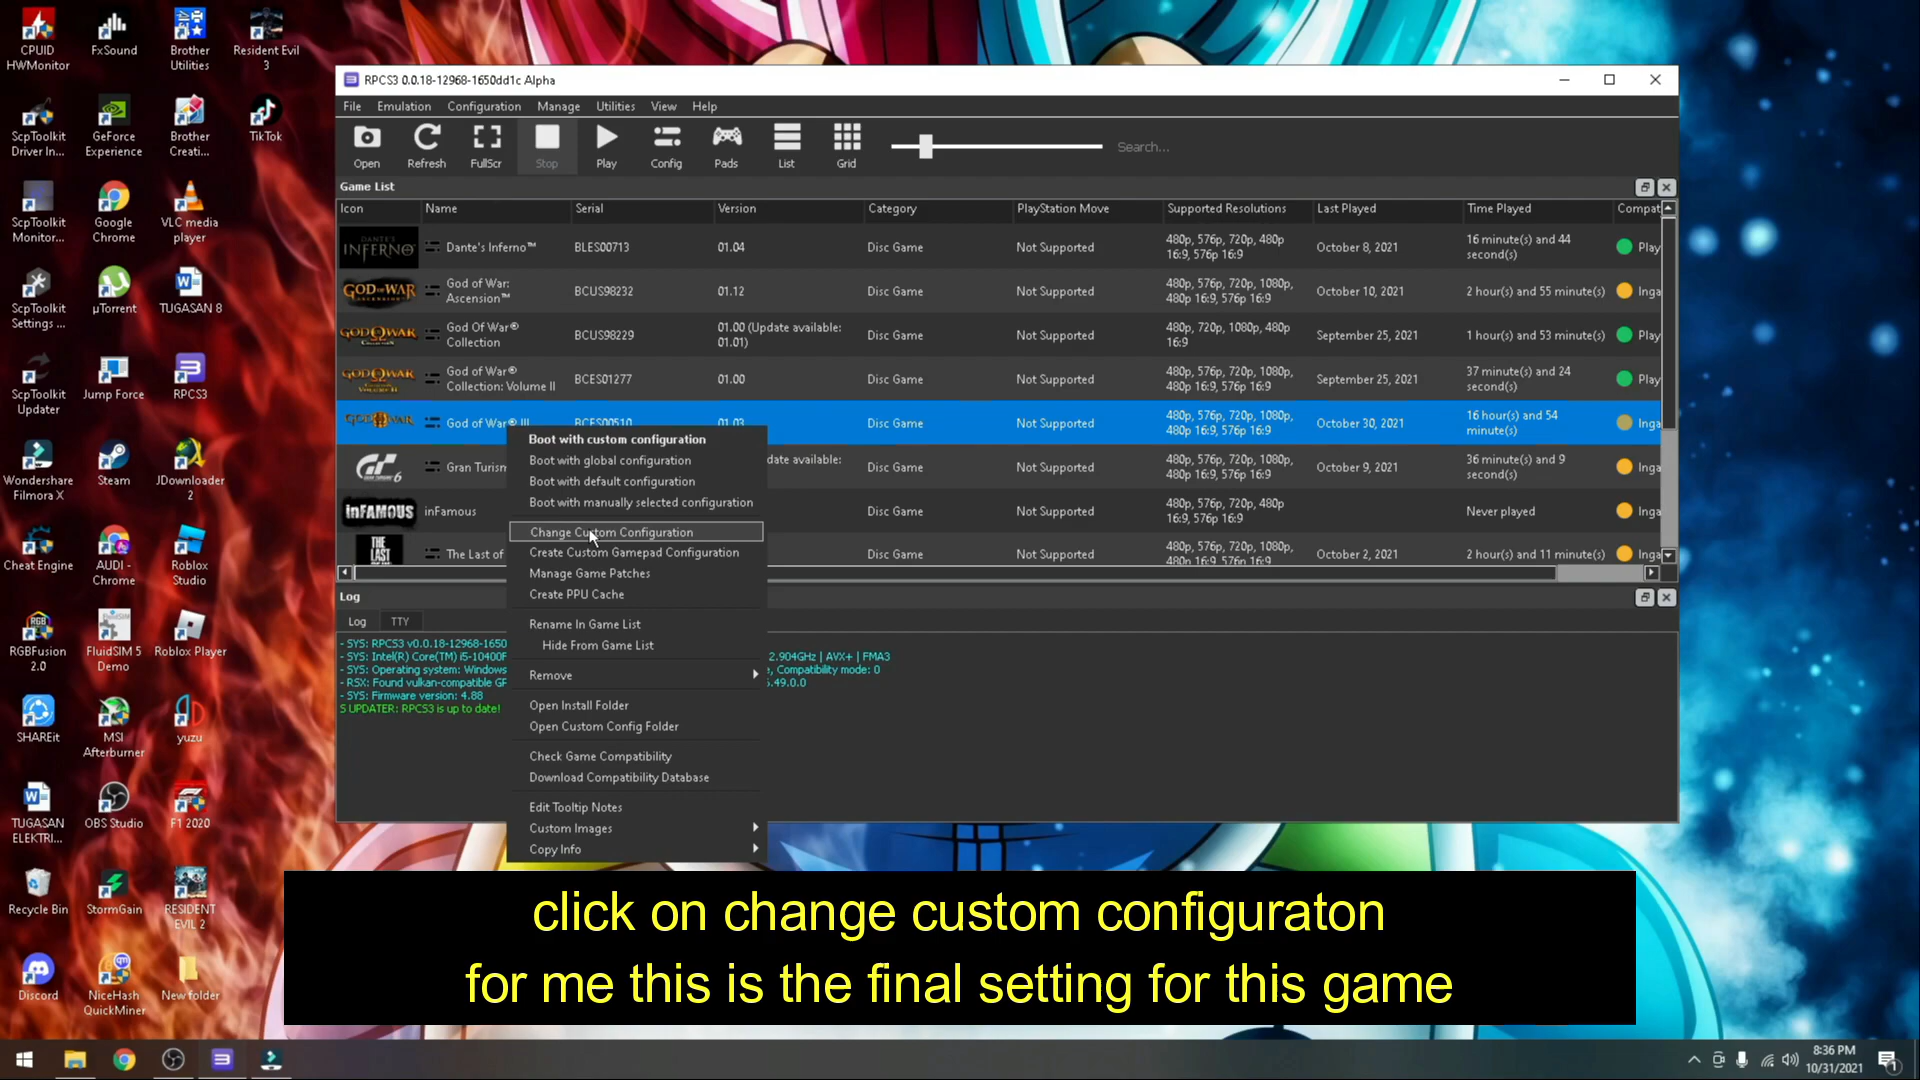 CPUID HWMonitor
FxSound
Brother Utilities
Resident Evil 3
ScpToolkit Driver In...
GeForce Experience
Brother Creati...
TikTok
ScpToolkit Monitor...
Google Chrome
VLC media player
ScpToolkit Settings ...
µTorrent
TUGASAN 8
ScpToolkit Updater
Jump Force
RPCS3
Wondershare Filmora X
Steam
JDownloader 2
Cheat Engine
AUDI - Chrome
Roblox Studio
RGBFusion 2.0
FluidSIM 5 Demo
Roblox Player
SHAREit
MSI Afterburner
yuzu
TUGASAN ELEKTRI...
OBS Studio
F1 2020
Recycle Bin
StormGain
RESIDENT EVIL 2
Discord
NiceHash QuickMiner
New folder
RPCS3 0.0.18-12968-1650dd1c Alpha
File Emulation Configuration Manage Utilities View Help
Open Refresh FullScr Stop Play Config Pads List Grid Search...
Game List
Icon Name Serial Version Category PlayStation Move Supported Resolutions Last Played Time Played Compat
DANTE'S INFERNO Dante's Inferno™ BLES00713 01.04 Disc Game Not Supported 480p, 576p, 720p, 480p 16:9, 576p 16:9 October 8, 2021 16 minute(s) and 44 second(s) Play
GOD OF WAR ASCENSION God of War: Ascension™ BCUS98232 01.12 Disc Game Not Supported 480p, 576p, 720p, 1080p, 480p 16:9, 576p 16:9 October 10, 2021 2 hour(s) and 55 minute(s) Inga
GOD OF WAR COLLECTION God Of War® Collection BCUS98229 01.00 (Update available: 01.01) Disc Game Not Supported 480p, 720p, 1080p, 480p 16:9 September 25, 2021 1 hour(s) and 53 minute(s) Play
GOD OF WAR God of War® Collection: Volume II BCES01277 01.00 Disc Game Not Supported 480p, 576p, 720p, 1080p, 480p 16:9, 576p 16:9 September 25, 2021 37 minute(s) and 24 second(s) Play
GOD OF WAR God of War® III BCES00510 01.03 Disc Game Not Supported 480p, 576p, 720p, 1080p, 480p 16:9, 576p 16:9 October 30, 2021 16 hour(s) and 54 minute(s) Inga
GT 6 Gran Turism date available: Disc Game Not Supported 480p, 576p, 720p, 1080p, 480p 16:9, 576p 16:9 October 9, 2021 36 minute(s) and 9 second(s) Inga
inFAMOUS inFamous Disc Game Not Supported 480p, 576p, 720p, 480p 16:9, 576p 16:9 Never played Inga
THE LAST The Last of Disc Game Not Supported 480p, 576p, 720p, 1080p, 480p 16:9, 576p 16:9 October 2, 2021 2 hour(s) and 11 minute(s) Inga
Boot with custom configuration
Boot with global configuration
Boot with default configuration
Boot with manually selected configuration
Change Custom Configuration
Create Custom Gamepad Configuration
Manage Game Patches
Create PPU Cache
Rename In Game List
Hide From Game List
Remove
Open Install Folder
Open Custom Config Folder
Check Game Compatibility
Download Compatibility Database
Edit Tooltip Notes
Custom Images
Copy Info
Log
Log TTY
- SYS: RPCS3 v0.0.18-12968-1650
- SYS: Intel(R) Core(TM) i5-10400F 2.904GHz | AVX+ | FMA3
- SYS: Operating system: Windows , Compatibility mode: 0
- RSX: Found vulkan-compatible GP .49.0.0
- SYS: Firmware version: 4.88
S UPDATER: RPCS3 is up to date!
click on change custom configuraton
for me this is the final setting for this game
8:36 PM
10/31/2021
1